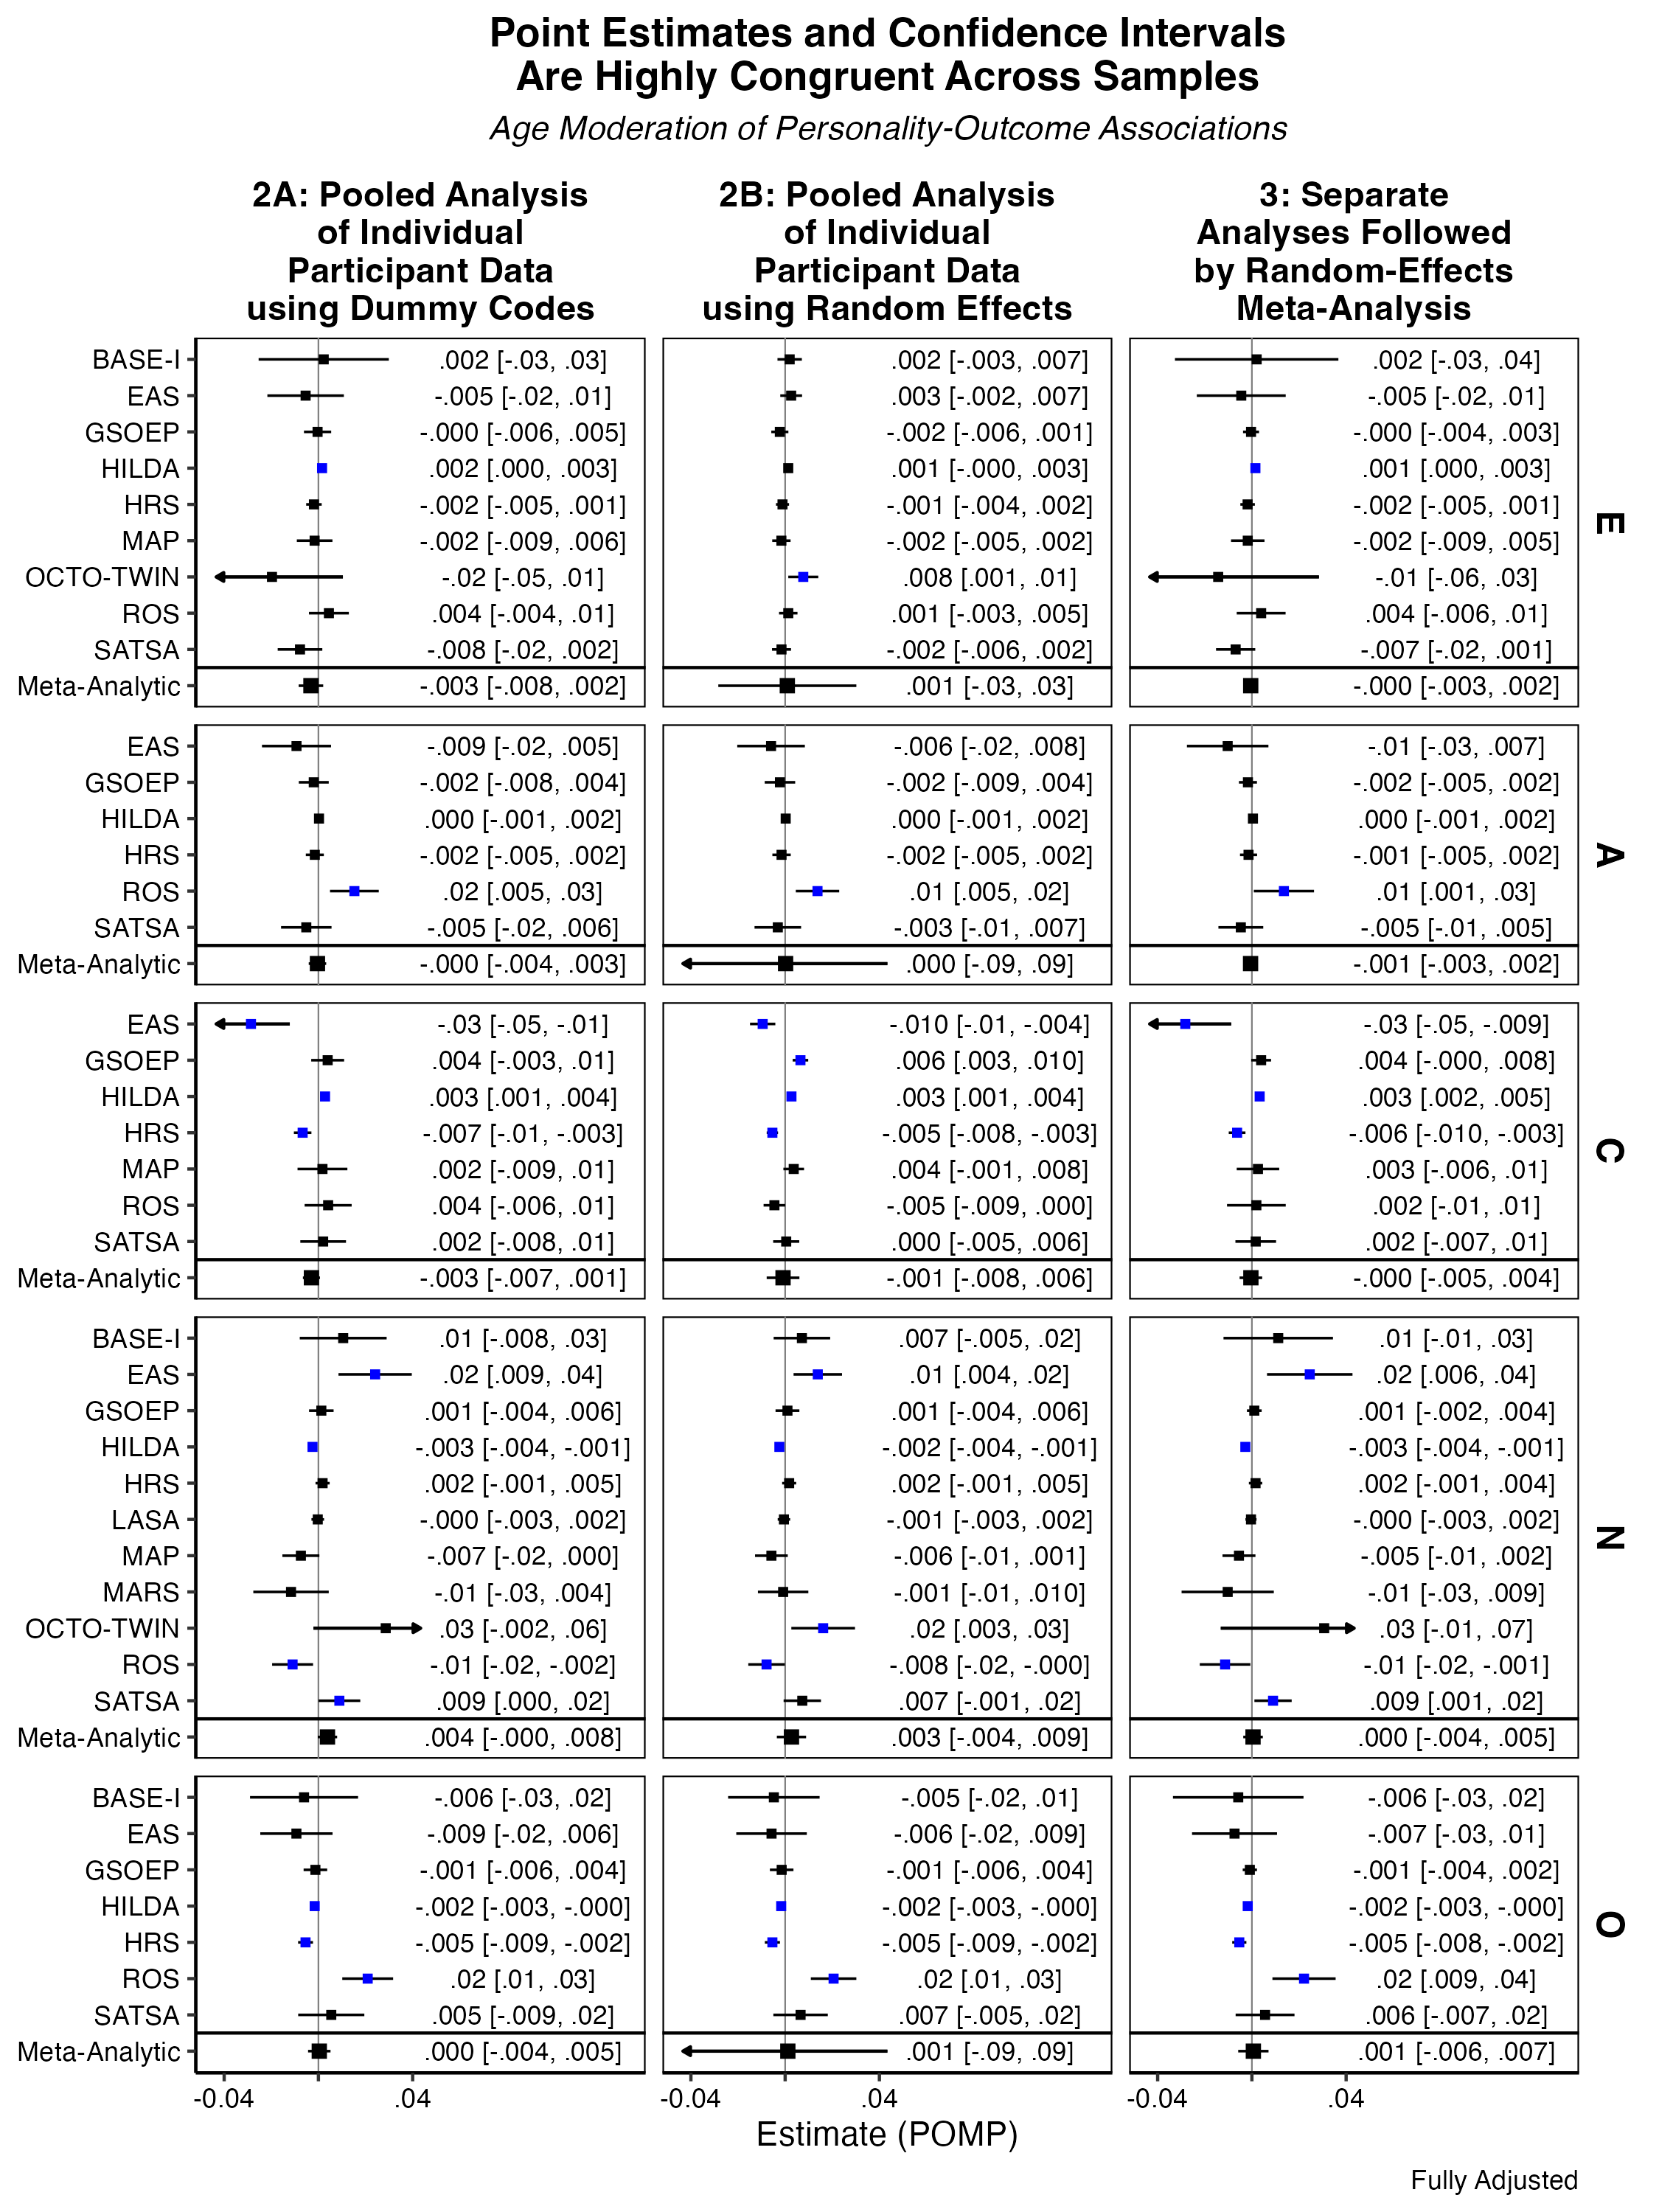 Point Estimates and Confidence Intervals
Are Highly Congruent Across Samples
Age Moderation of Personality-Outcome Associations
2A: Pooled Analysis
of Individual
Participant Data
using Dummy Codes
2B: Pooled Analysis
of Individual
Participant Data
using Random Effects
3: Separate
Analyses Followed
by Random-Effects
Meta-Analysis
E
BASE-I .002 [-.03, .03] .002 [-.003, .007] .002 [-.03, .04]
EAS -.005 [-.02, .01] .003 [-.002, .007] -.005 [-.02, .01]
GSOEP -.000 [-.006, .005] -.002 [-.006, .001] -.000 [-.004, .003]
HILDA .002 [.000, .003] .001 [-.000, .003] .001 [.000, .003]
HRS -.002 [-.005, .001] -.001 [-.004, .002] -.002 [-.005, .001]
MAP -.002 [-.009, .006] -.002 [-.005, .002] -.002 [-.009, .005]
OCTO-TWIN -.02 [-.05, .01] .008 [.001, .01] -.01 [-.06, .03]
ROS .004 [-.004, .01] .001 [-.003, .005] .004 [-.006, .01]
SATSA -.008 [-.02, .002] -.002 [-.006, .002] -.007 [-.02, .001]
Meta-Analytic -.003 [-.008, .002] .001 [-.03, .03] -.000 [-.003, .002]
A
EAS -.009 [-.02, .005] -.006 [-.02, .008] -.01 [-.03, .007]
GSOEP -.002 [-.008, .004] -.002 [-.009, .004] -.002 [-.005, .002]
HILDA .000 [-.001, .002] .000 [-.001, .002] .000 [-.001, .002]
HRS -.002 [-.005, .002] -.002 [-.005, .002] -.001 [-.005, .002]
ROS .02 [.005, .03] .01 [.005, .02] .01 [.001, .03]
SATSA -.005 [-.02, .006] -.003 [-.01, .007] -.005 [-.01, .005]
Meta-Analytic -.000 [-.004, .003] .000 [-.09, .09] -.001 [-.003, .002]
C
EAS -.03 [-.05, -.01] -.010 [-.01, -.004] -.03 [-.05, -.009]
GSOEP .004 [-.003, .01] .006 [.003, .010] .004 [-.000, .008]
HILDA .003 [.001, .004] .003 [.001, .004] .003 [.002, .005]
HRS -.007 [-.01, -.003] -.005 [-.008, -.003] -.006 [-.010, -.003]
MAP .002 [-.009, .01] .004 [-.001, .008] .003 [-.006, .01]
ROS .004 [-.006, .01] -.005 [-.009, .000] .002 [-.01, .01]
SATSA .002 [-.008, .01] .000 [-.005, .006] .002 [-.007, .01]
Meta-Analytic -.003 [-.007, .001] -.001 [-.008, .006] -.000 [-.005, .004]
N
BASE-I .01 [-.008, .03] .007 [-.005, .02] .01 [-.01, .03]
EAS .02 [.009, .04] .01 [.004, .02] .02 [.006, .04]
GSOEP .001 [-.004, .006] .001 [-.004, .006] .001 [-.002, .004]
HILDA -.003 [-.004, -.001] -.002 [-.004, -.001] -.003 [-.004, -.001]
HRS .002 [-.001, .005] .002 [-.001, .005] .002 [-.001, .004]
LASA -.000 [-.003, .002] -.001 [-.003, .002] -.000 [-.003, .002]
MAP -.007 [-.02, .000] -.006 [-.01, .001] -.005 [-.01, .002]
MARS -.01 [-.03, .004] -.001 [-.01, .010] -.01 [-.03, .009]
OCTO-TWIN .03 [-.002, .06] .02 [.003, .03] .03 [-.01, .07]
ROS -.01 [-.02, -.002] -.008 [-.02, -.000] -.01 [-.02, -.001]
SATSA .009 [.000, .02] .007 [-.001, .02] .009 [.001, .02]
Meta-Analytic .004 [-.000, .008] .003 [-.004, .009] .000 [-.004, .005]
O
BASE-I -.006 [-.03, .02] -.005 [-.02, .01] -.006 [-.03, .02]
EAS -.009 [-.02, .006] -.006 [-.02, .009] -.007 [-.03, .01]
GSOEP -.001 [-.006, .004] -.001 [-.006, .004] -.001 [-.004, .002]
HILDA -.002 [-.003, -.000] -.002 [-.003, -.000] -.002 [-.003, -.000]
HRS -.005 [-.009, -.002] -.005 [-.009, -.002] -.005 [-.008, -.002]
ROS .02 [.01, .03] .02 [.01, .03] .02 [.009, .04]
SATSA .005 [-.009, .02] .007 [-.005, .02] .006 [-.007, .02]
Meta-Analytic .000 [-.004, .005] .001 [-.09, .09] .001 [-.006, .007]
-0.04 .04 -0.04 .04 -0.04 .04
Estimate (POMP)
Fully Adjusted